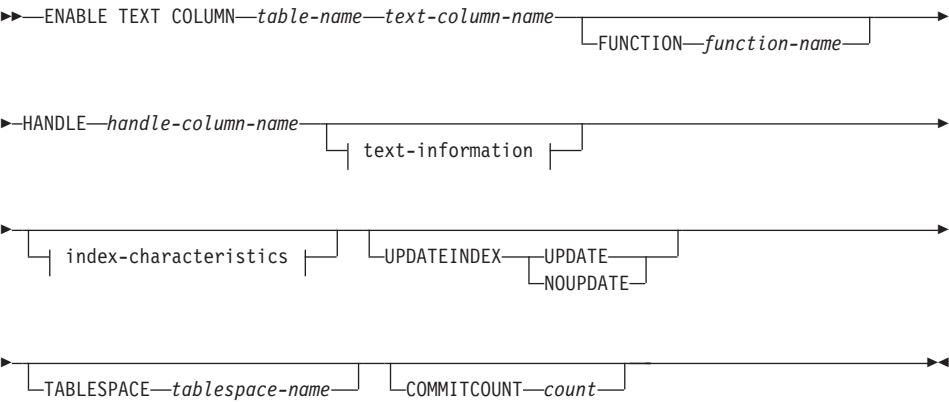 ENABLE TEXT COLUMN table-name text-column-name
FUNCTION function-name
HANDLE handle-column-name
text-information
index-characteristics UPDATEINDEX UPDATE
NOUPDATE
TABLESPACE tablespace-name COMMITCOUNT count